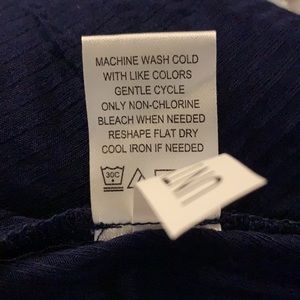 MACHINE WASH COLD
WITH LIKE COLORS
GENTLE CYCLE
ONLY NON-CHLORINE
BLEACH WHEN NEEDED
RESHAPE FLAT DRY
COOL IRON IF NEEDED
30C